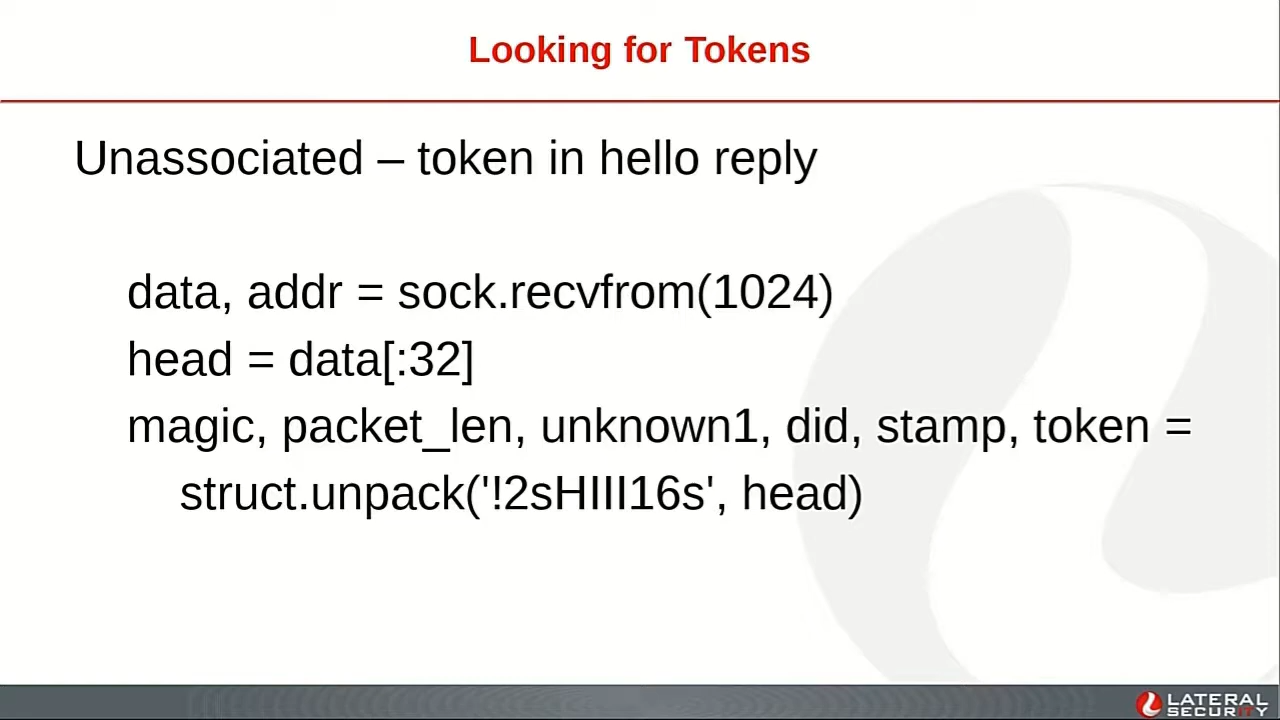 Looking for Tokens
Unassociated – token in hello reply
data, addr = sock.recvfrom(1024)
head = data[:32]
magic, packet_len, unknown1, did, stamp, token =
struct.unpack('!2sHIII16s', head)
LATERAL
SECURITY